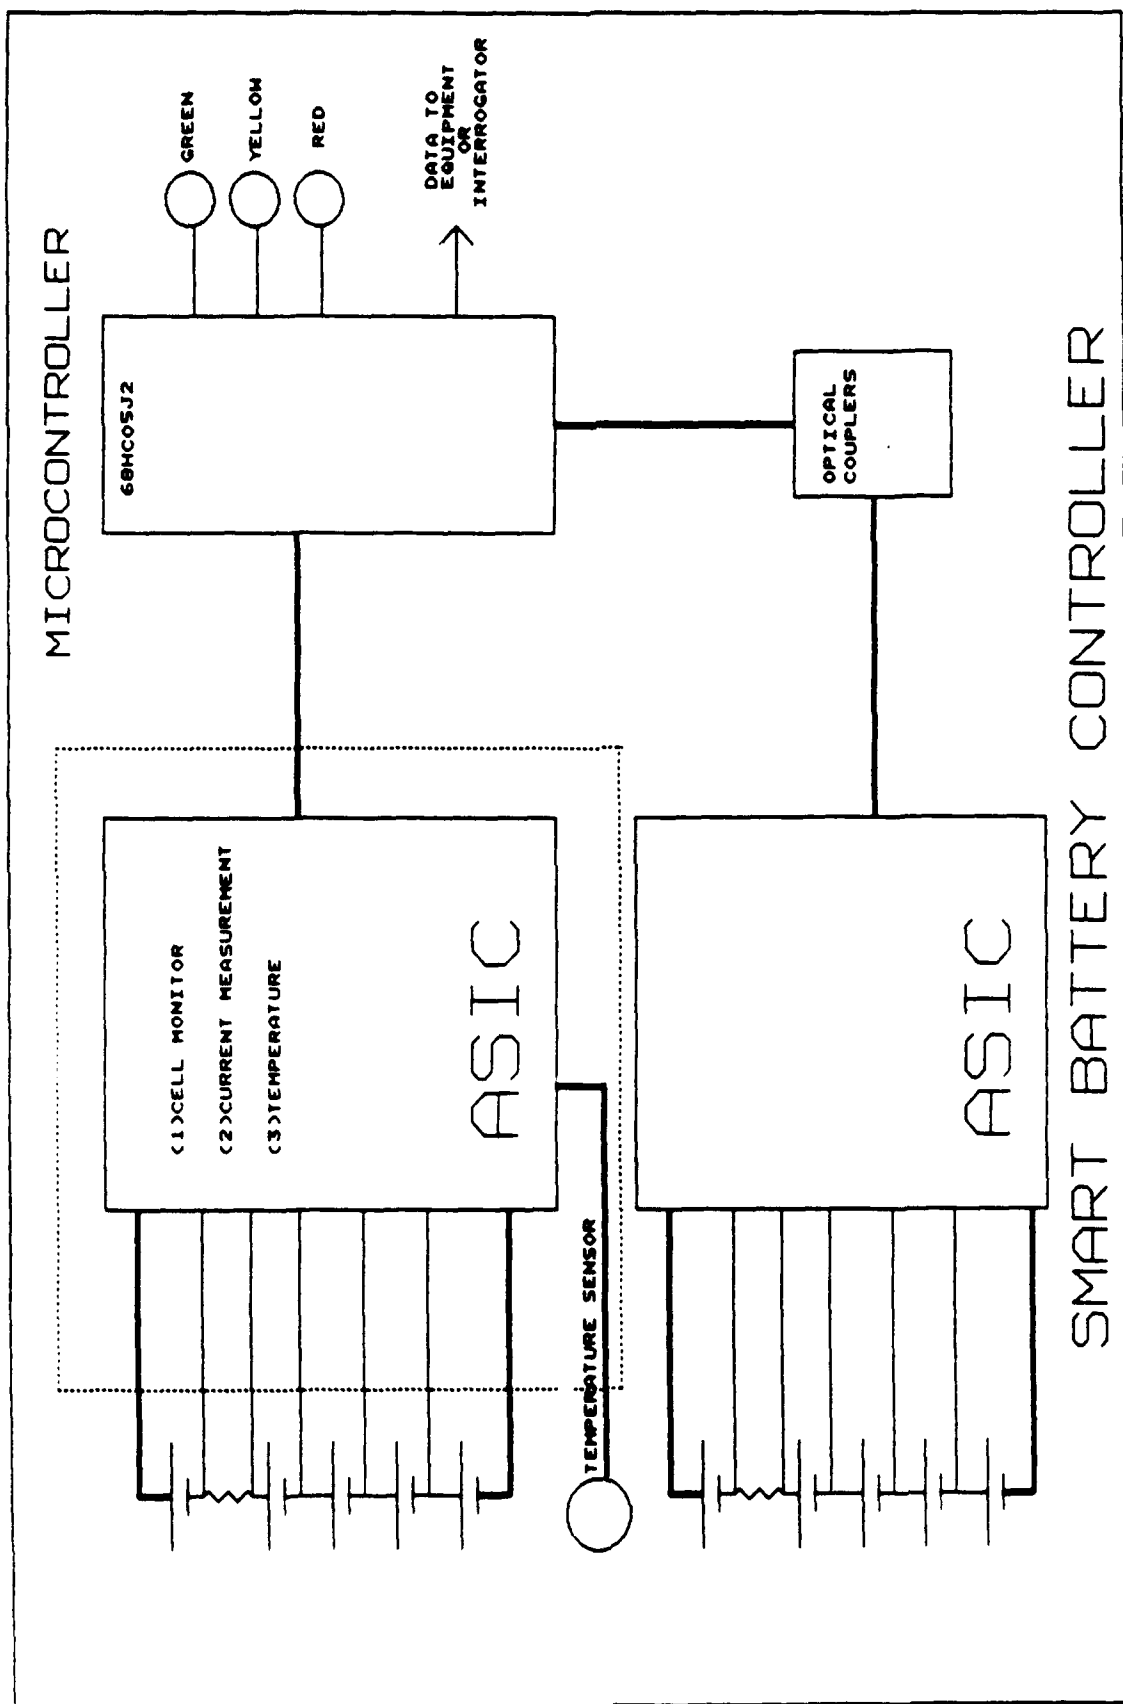 MICROCONTROLLER
68HC05J2
GREEN
YELLOW
RED
DATA TO
EQUIPMENT
OR
INTERROGATOR
(1)CELL MONITOR
(2)CURRENT MEASUREMENT
(3)TEMPERATURE
ASIC
TEMPERATURE SENSOR
OPTICAL
COUPLERS
ASIC
SMART BATTERY CONTROLLER